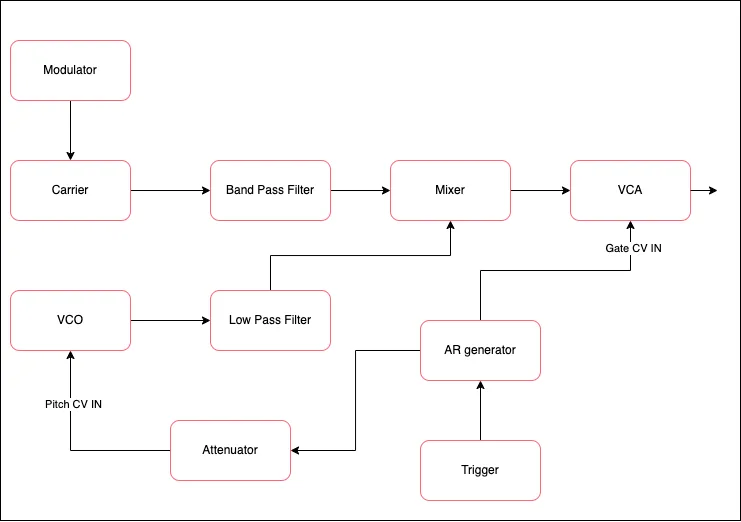 Modulator
Carrier
Band Pass Filter
Mixer
VCA
Gate CV IN
VCO
Low Pass Filter
AR generator
Pitch CV IN
Attenuator
Trigger